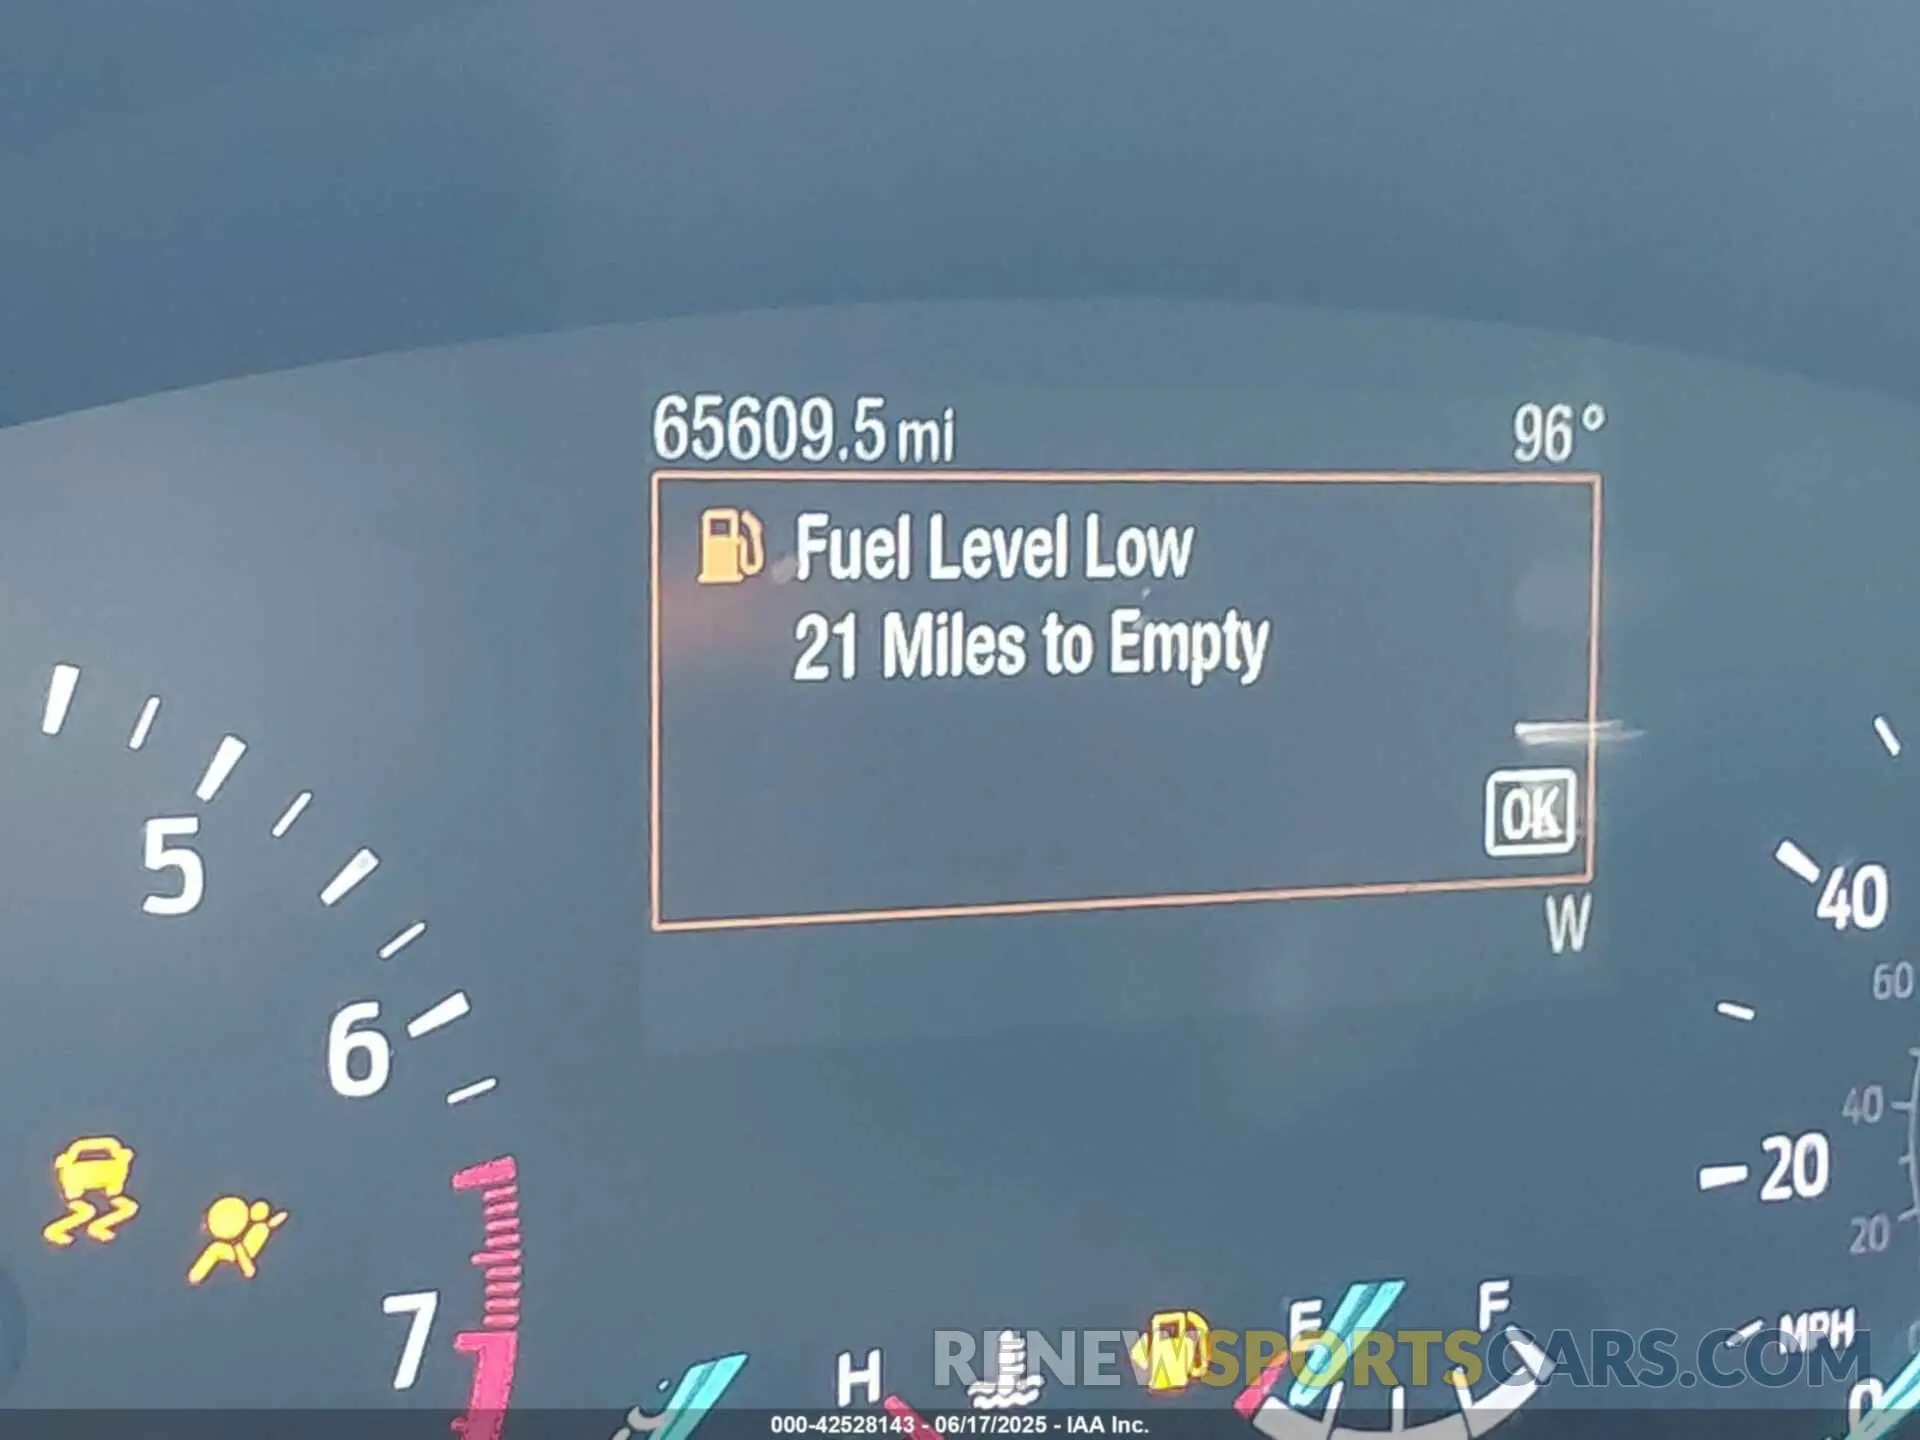 65609.5 mi 96°
Fuel Level Low
21 Miles to Empty
OK
W
5
6
7
40
60
40
20
20
MPH
0
H
E
F
RENEWSPORTSCARS.COM
000-42528143 - 06/17/2025 - IAA Inc.